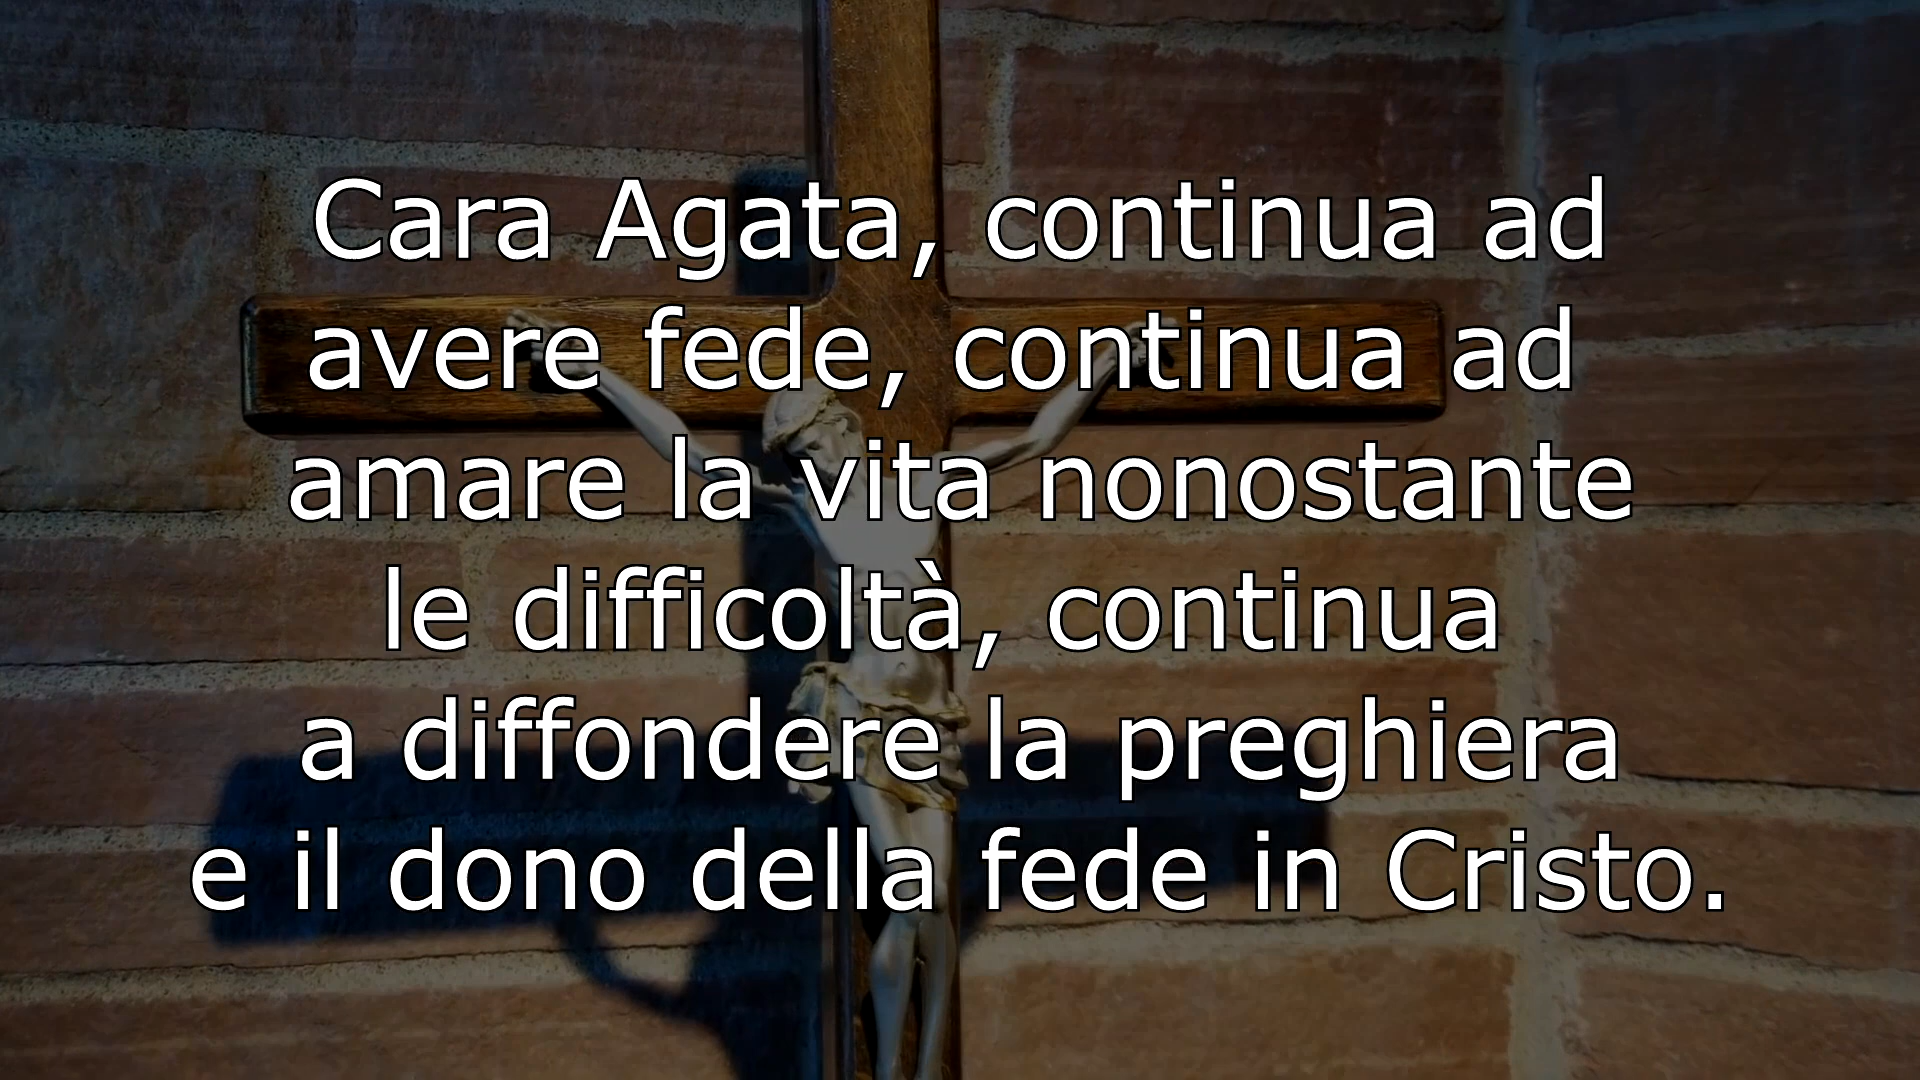 Cara Agata, continua ad
avere fede, continua ad
amare la vita nonostante
le difficoltà, continua
a diffondere la preghiera
e il dono della fede in Cristo.